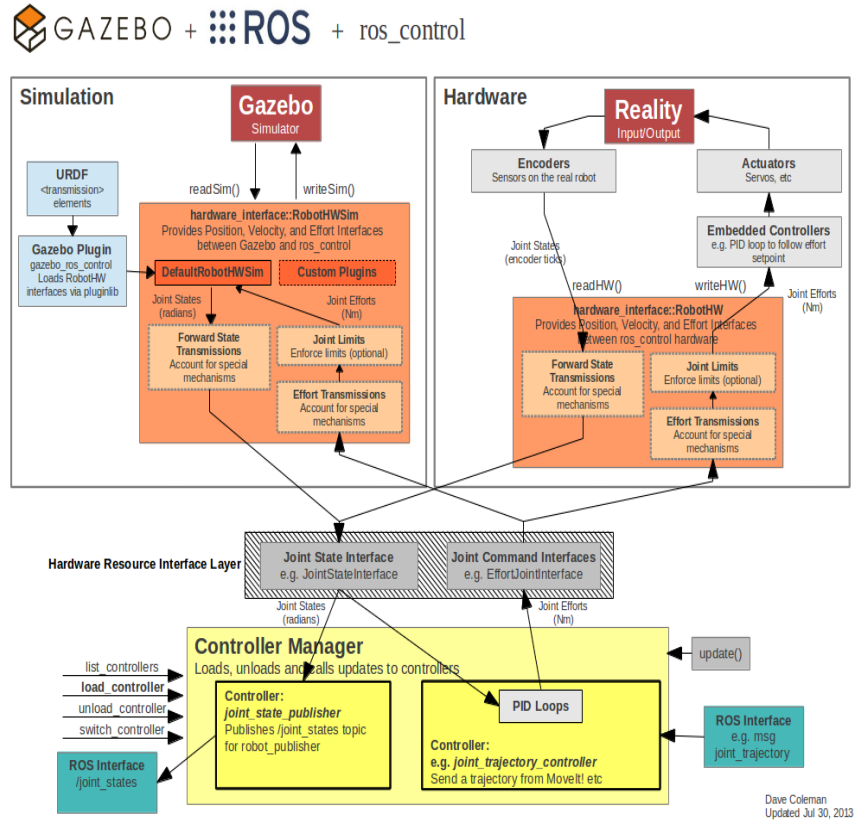 GAZEBO + ROS + ros_control
Simulation
Gazebo
Simulator
URDF
<transmission>
elements
readSim()
writeSim()
Gazebo Plugin
gazebo_ros_control
Loads RobotHW
interfaces via pluginlib
hardware_interface::RobotHWSim
Provides Position, Velocity, and Effort Interfaces
between Gazebo and ros_control
DefaultRobotHWSim
Custom Plugins
Joint States
(radians)
Joint Efforts
(Nm)
Forward State
Transmissions
Account for special
mechanisms
Joint Limits
Enforce limits (optional)
Effort Transmissions
Account for special
mechanisms
Hardware
Reality
Input/Output
Encoders
Sensors on the real robot
Actuators
Servos, etc
Embedded Controllers
e.g. PID loop to follow effort
setpoint
Joint States
(encoder ticks)
readHW()
writeHW()
Joint Efforts
(Nm)
hardware_interface::RobotHW
Provides Position, Velocity, and Effort Interfaces
between ros_control hardware
Forward State
Transmissions
Account for special
mechanisms
Joint Limits
Enforce limits (optional)
Effort Transmissions
Account for special
mechanisms
Hardware Resource Interface Layer
Joint State Interface
e.g. JointStateInterface
Joint Command Interfaces
e.g. EffortJointInterface
Joint States
(radians)
Joint Efforts
(Nm)
Controller Manager
Loads, unloads and calls updates to controllers
update()
list_controllers
load_controller
unload_controller
switch_controller
Controller:
joint_state_publisher
Publishes /joint_states topic
for robot_publisher
PID Loops
Controller:
e.g. joint_trajectory_controller
Send a trajectory from MoveIt! etc
ROS Interface
e.g. msg
joint_trajectory
ROS Interface
/joint_states
Dave Coleman
Updated Jul 30, 2013